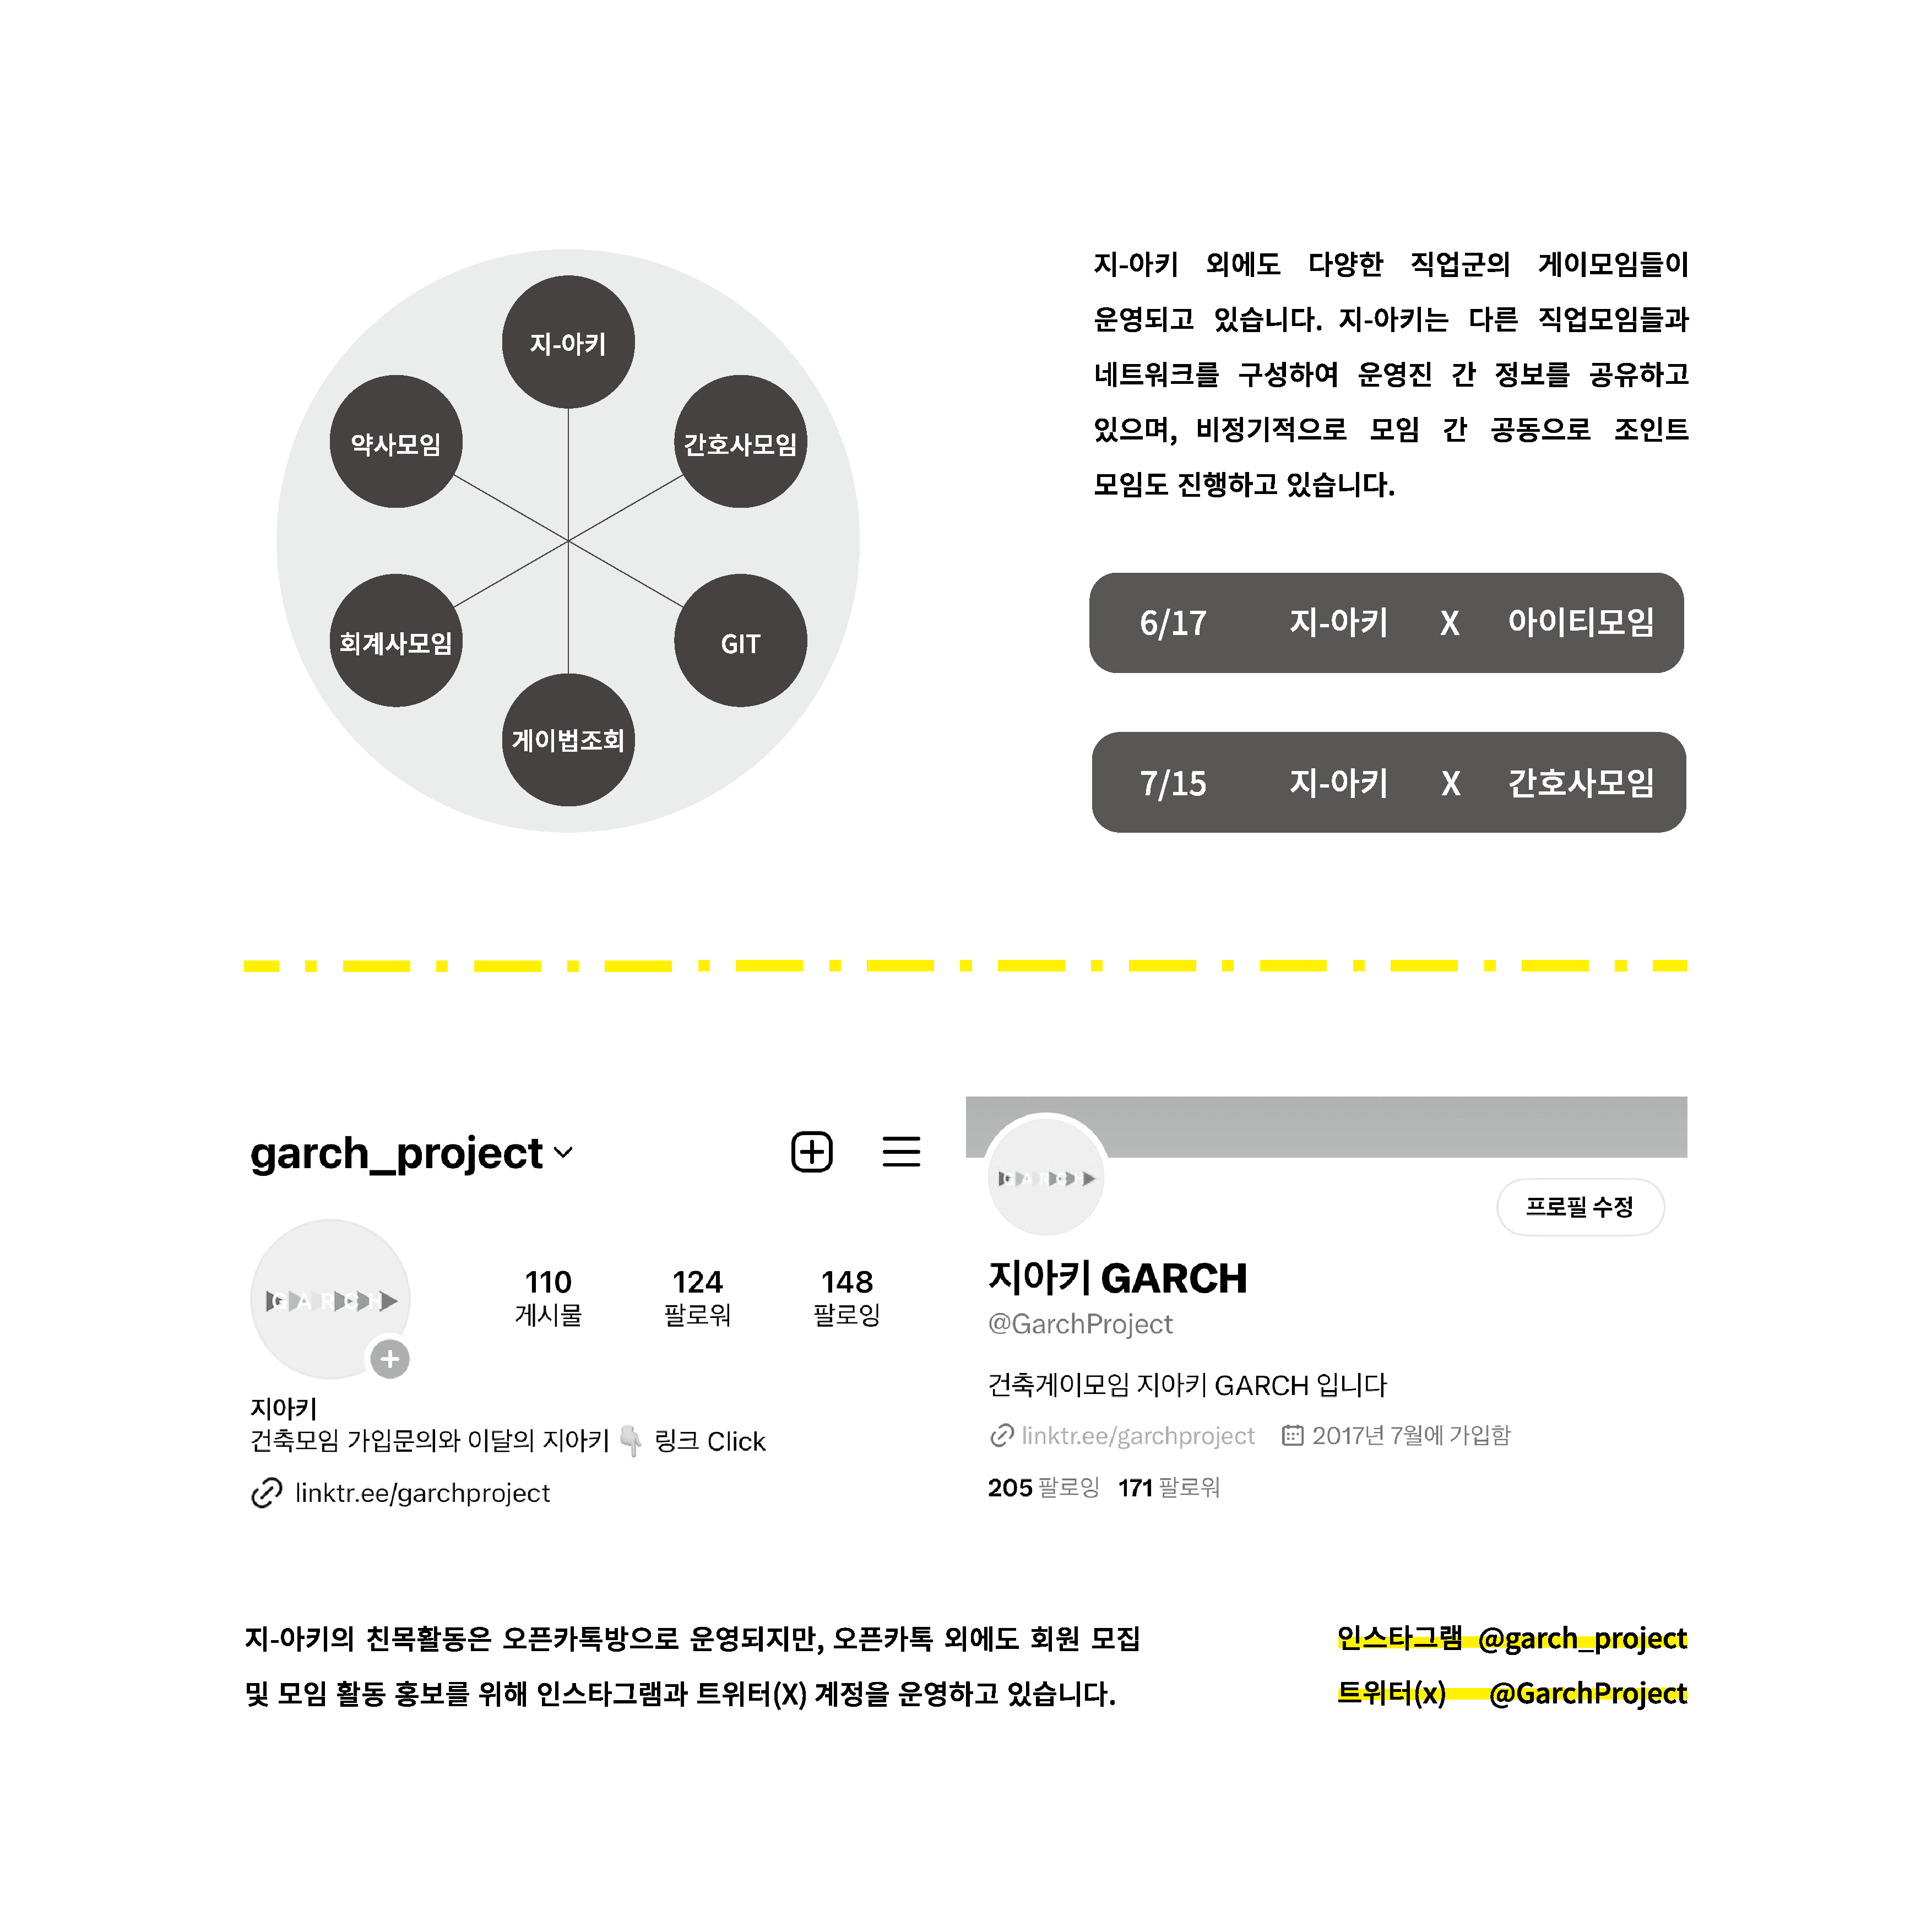 지-아키
약사모임
간호사모임
회계사모임
GIT
게이법조회
지-아키 외에도 다양한 직업군의 게이모임들이
운영되고 있습니다. 지-아키는 다른 직업모임들과
네트워크를 구성하여 운영진 간 정보를 공유하고
있으며, 비정기적으로 모임 간 공동으로 조인트
모임도 진행하고 있습니다.
6/17 지-아키 X 아이티모임
7/15 지-아키 X 간호사모임
garch_project
GARCH
110 124 148
게시물 팔로워 팔로잉
지아키
건축모임 가입문의와 이달의 지아키 👇 링크 Click
linktr.ee/garchproject
GARCH
프로필 수정
지아키 GARCH
@GarchProject
건축게이모임 지아키 GARCH 입니다
linktr.ee/garchproject 2017년 7월에 가입함
205 팔로잉 171 팔로워
지-아키의 친목활동은 오픈카톡방으로 운영되지만, 오픈카톡 외에도 회원 모집
및 모임 활동 홍보를 위해 인스타그램과 트위터(X) 계정을 운영하고 있습니다.
인스타그램 @garch_project
트위터(x) @GarchProject